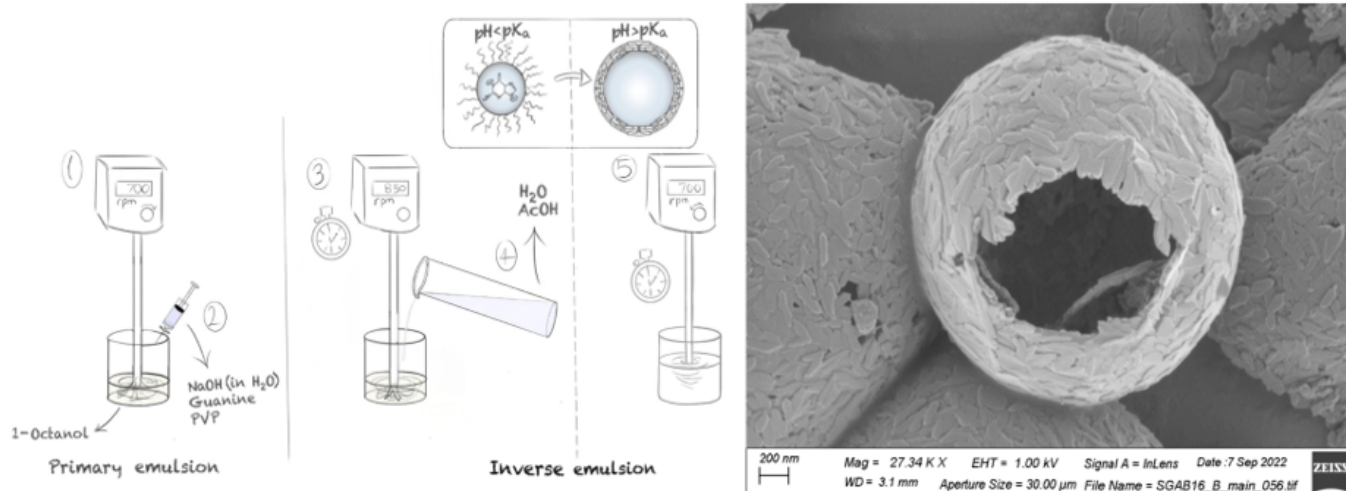 pH<pKa
pH>pKa
1
700
rpm
2
NaOH (in H2O)
Guanine
PVP
1-Octanol
Primary emulsion
3
850
rpm
4
H2O
AcOH
5
700
rpm
Inverse emulsion
200 nm
Mag = 27.34 K X EHT = 1.00 kV Signal A = InLens Date :7 Sep 2022
WD = 3.1 mm Aperture Size = 30.00 µm File Name = SGAB16_B_main_056.tif
ZEISS